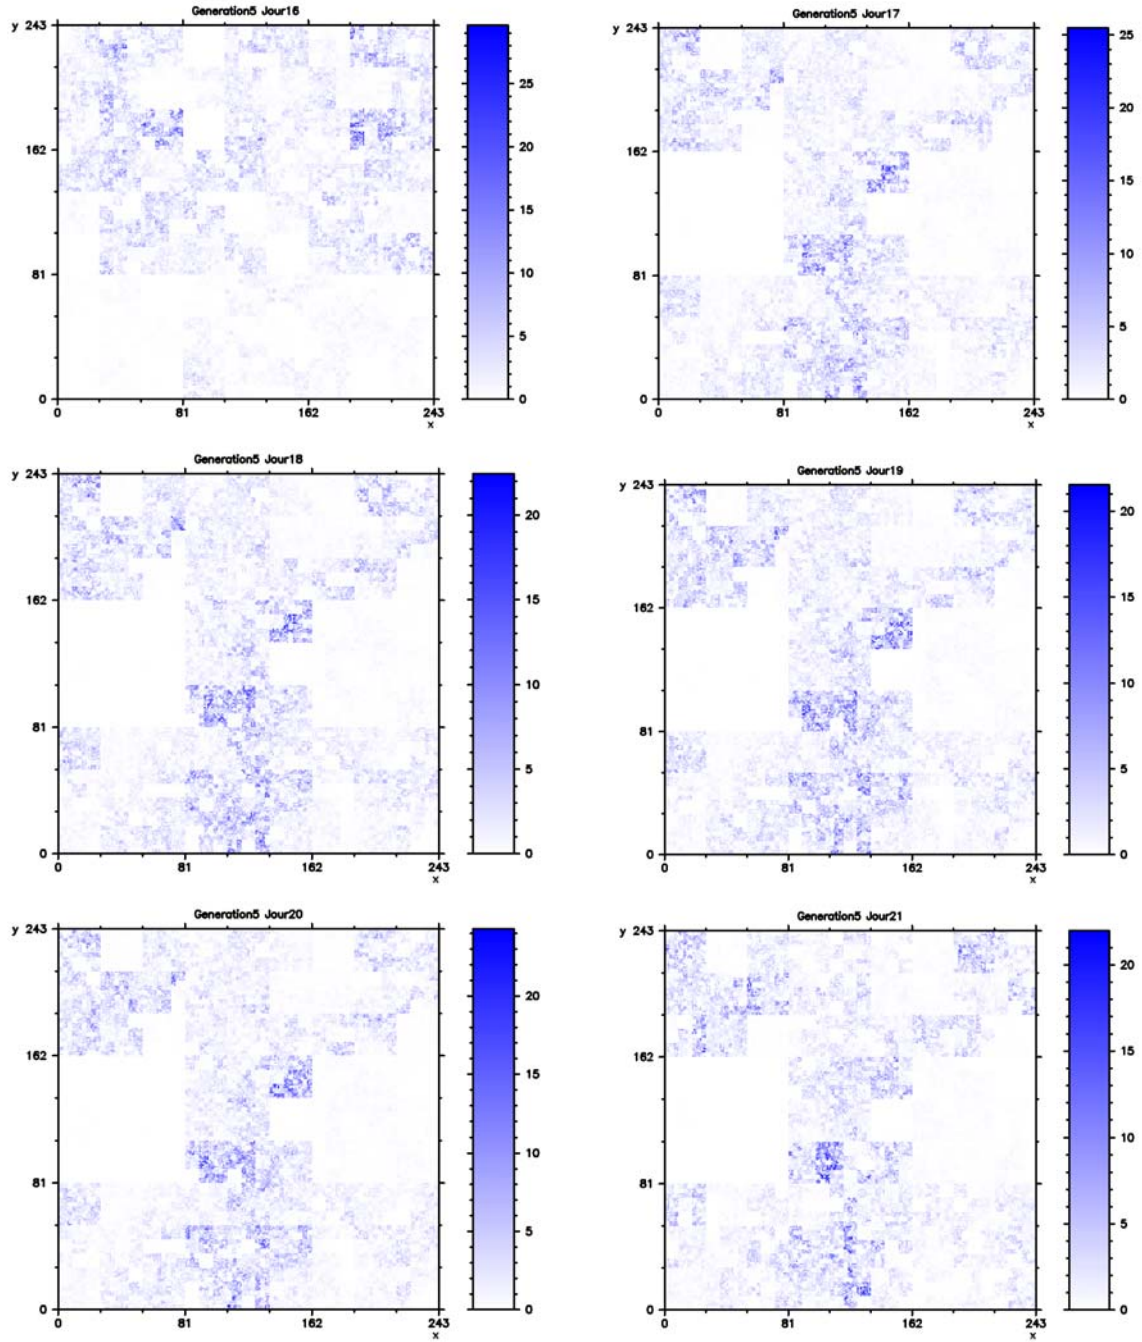 Generation5 Jour16
y 243
162
81
0
0 81 162 243
x
25
20
15
10
5
0
Generation5 Jour17
y 243
162
81
0
0 81 162 243
x
25
20
15
10
5
0
Generation5 Jour18
y 243
162
81
0
0 81 162 243
x
20
15
10
5
0
Generation5 Jour19
y 243
162
81
0
0 81 162 243
x
20
15
10
5
0
Generation5 Jour20
y 243
162
81
0
0 81 162 243
x
20
15
10
5
0
Generation5 Jour21
y 243
162
81
0
0 81 162 243
x
20
15
10
5
0